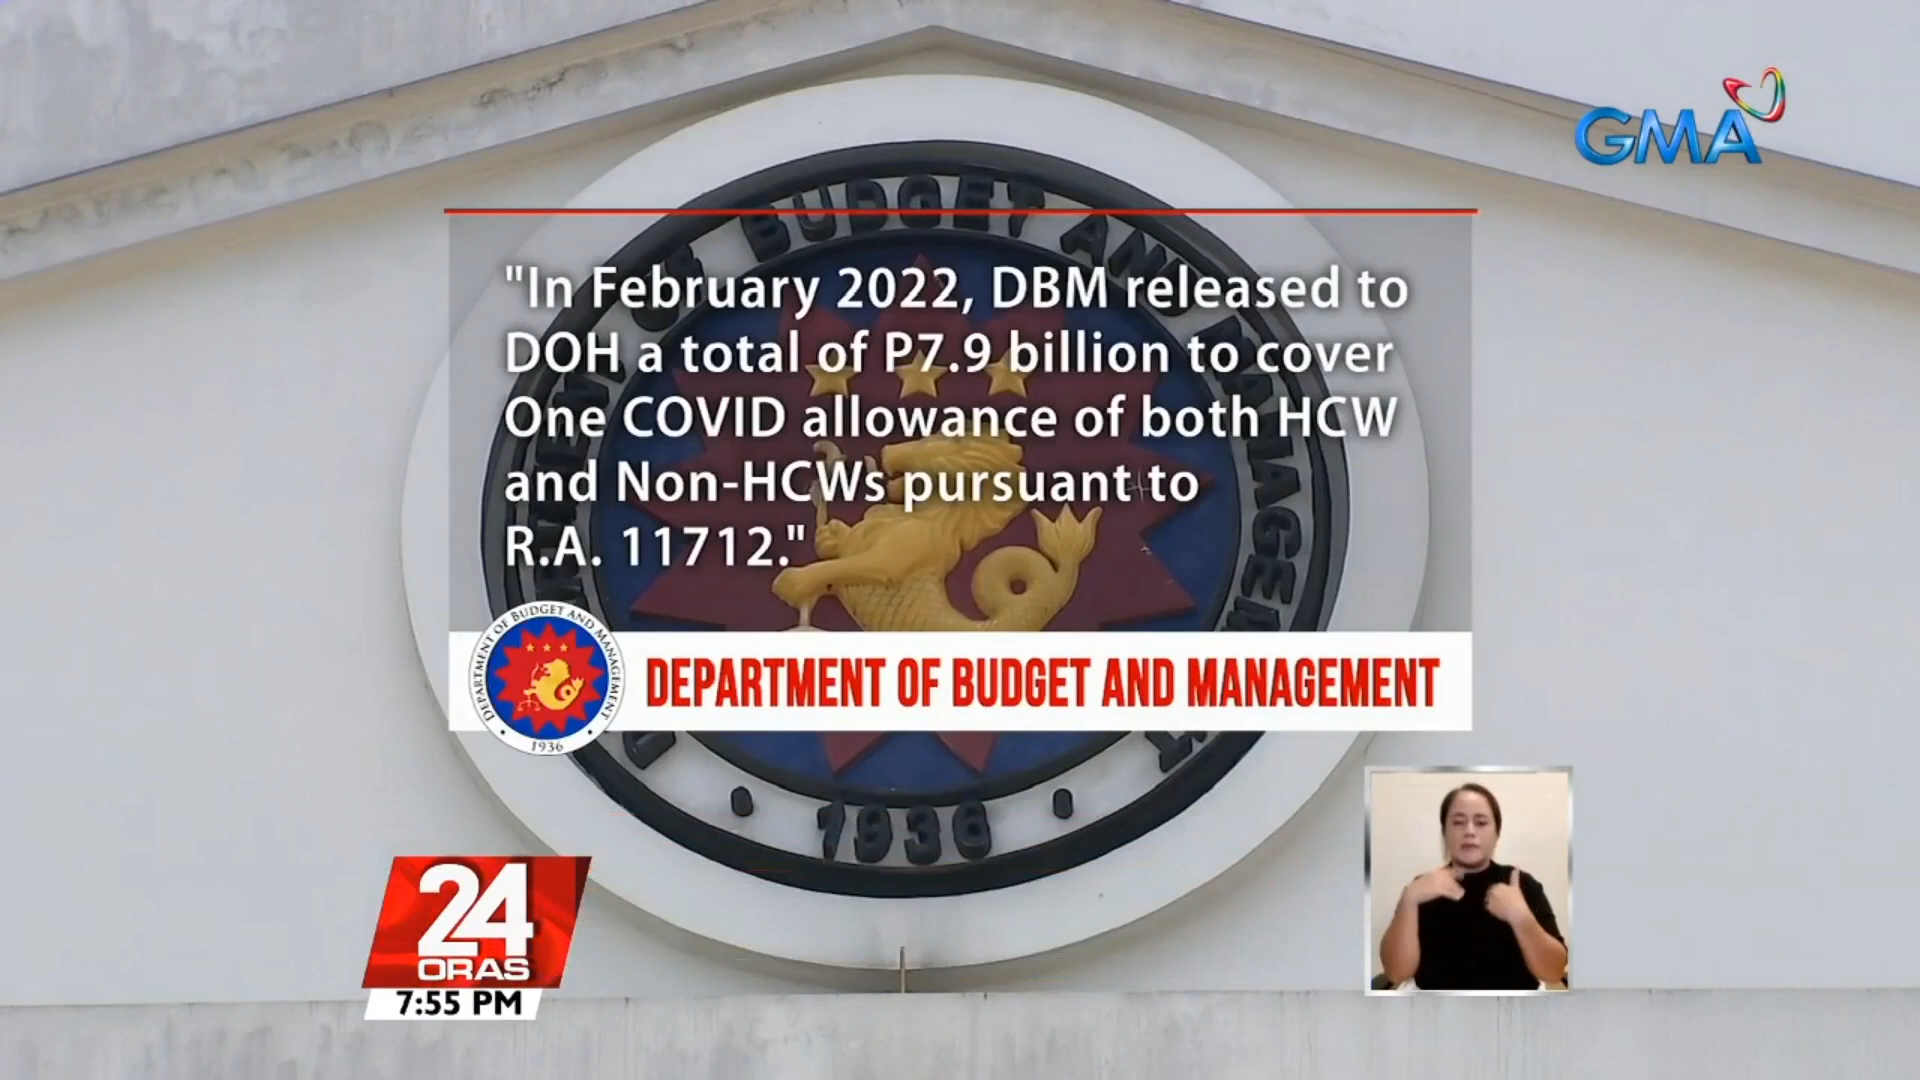 GMA
"In February 2022, DBM released to
DOH a total of P7.9 billion to cover
One COVID allowance of both HCW
and Non-HCWs pursuant to
R.A. 11712."
DEPARTMENT OF BUDGET AND MANAGEMENT
1936
DEPARTMENT OF BUDGET AND MANAGEMENT
1936
24
ORAS
7:55 PM